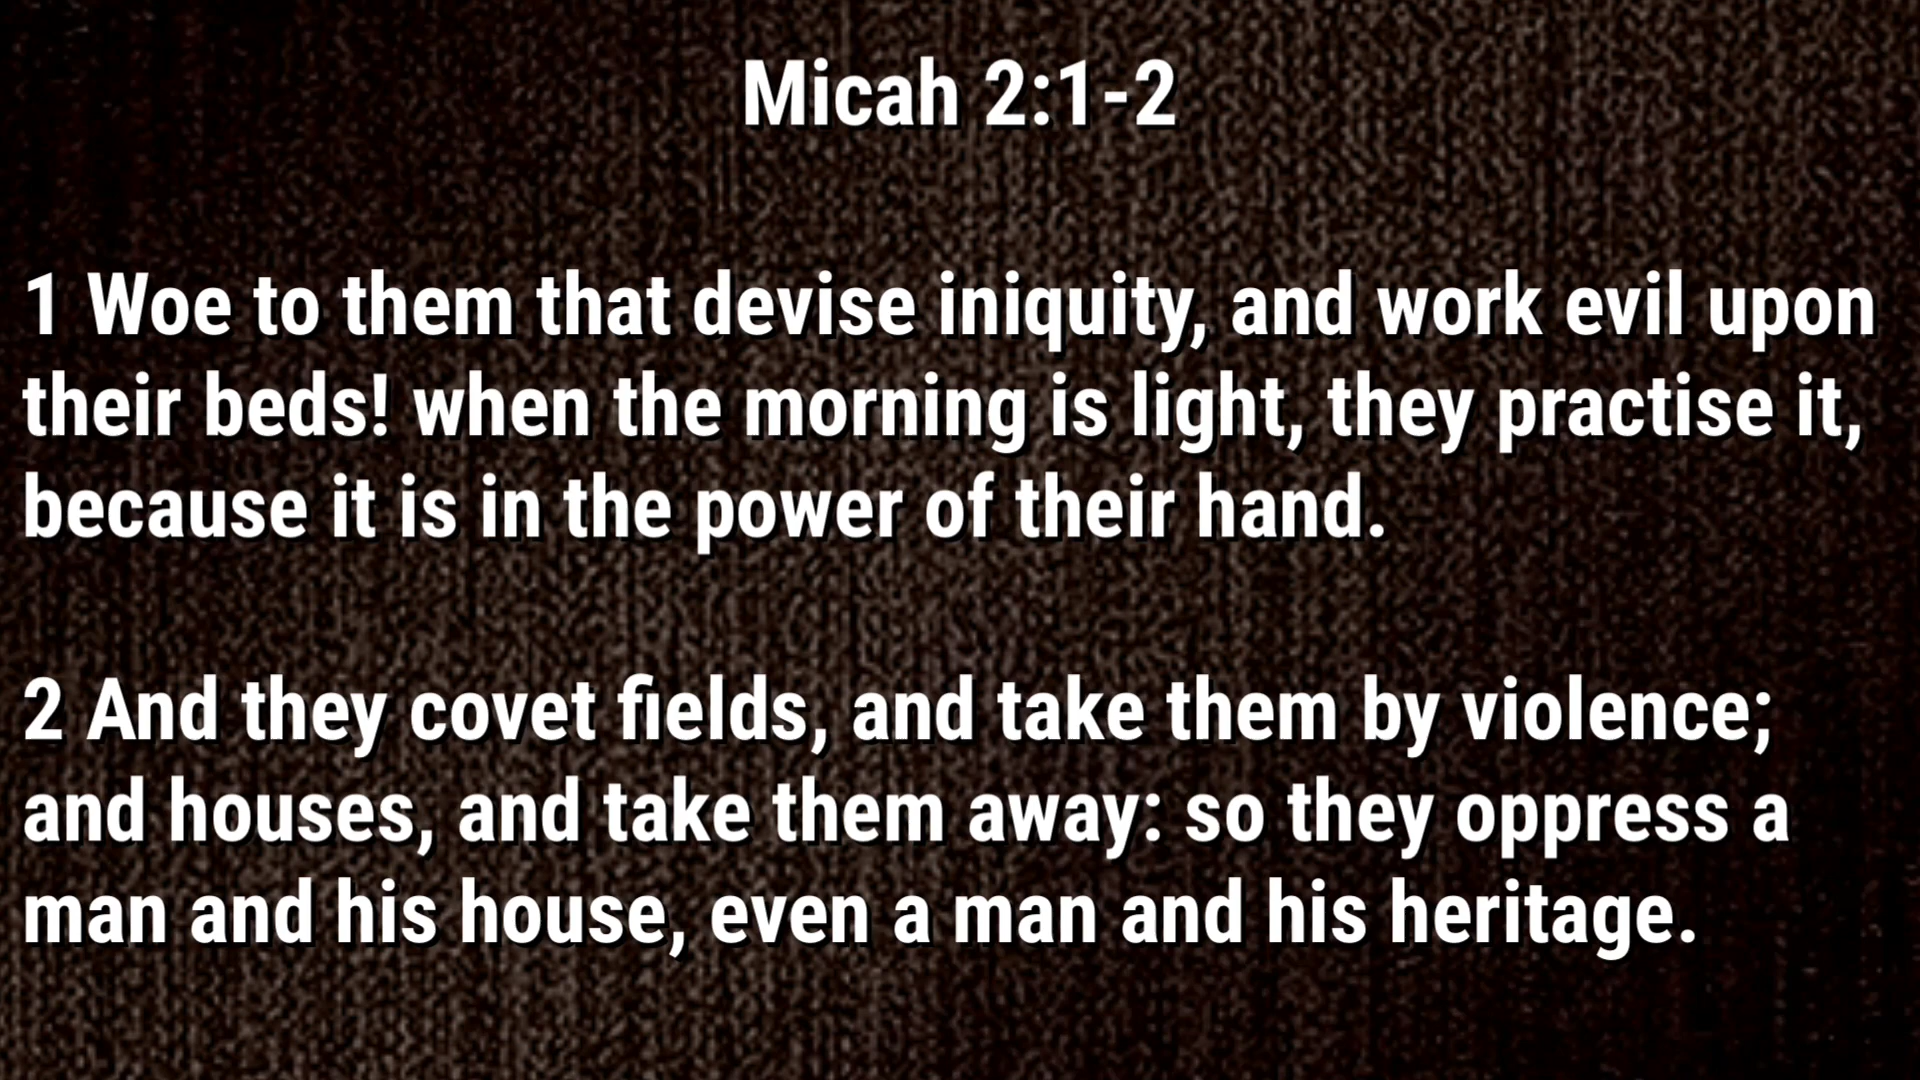 Micah 2:1-2
1 Woe to them that devise iniquity, and work evil upon
their beds! when the morning is light, they practise it,
because it is in the power of their hand.
2 And they covet fields, and take them by violence;
and houses, and take them away: so they oppress a
man and his house, even a man and his heritage.